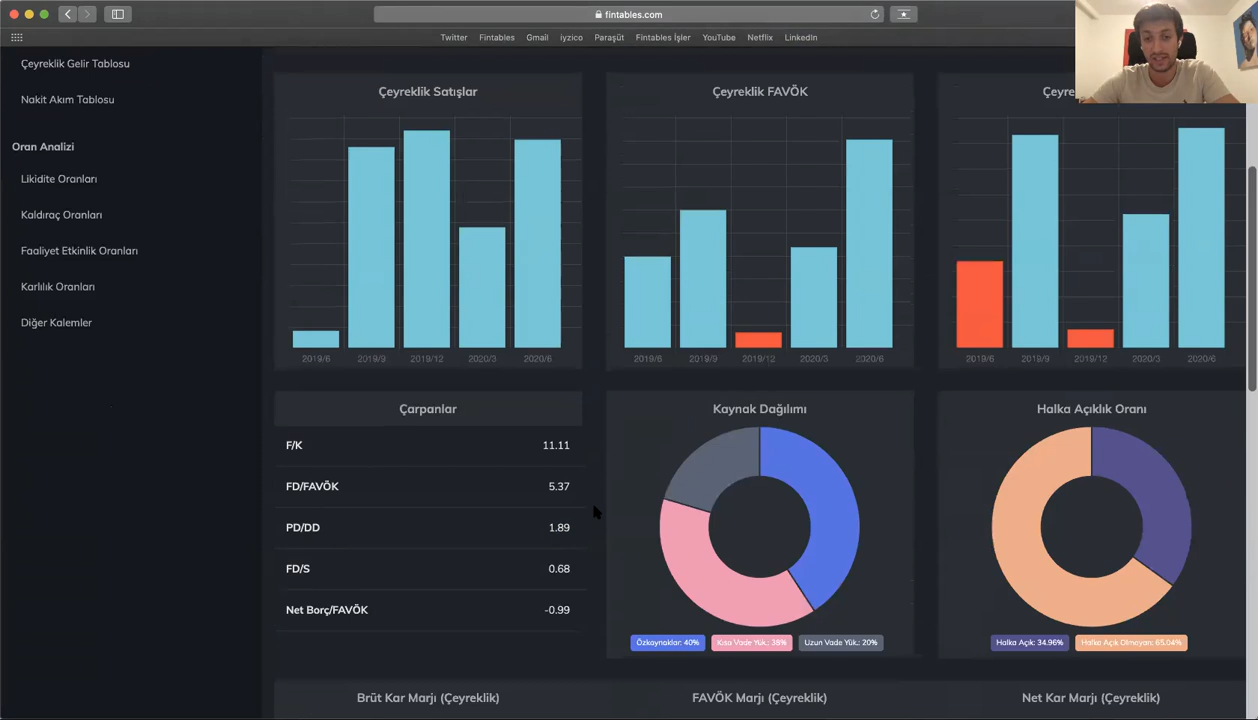 fintables.com
Twitter Fintables Gmail iyzico Paraşüt Fintables İşler YouTube Netflix LinkedIn
Çeyreklik Gelir Tablosu
Nakit Akım Tablosu
Oran Analizi
Likidite Oranları
Kaldıraç Oranları
Faaliyet Etkinlik Oranları
Karlılık Oranları
Diğer Kalemler
Çeyreklik Satışlar
2019/6 2019/9 2019/12 2020/3 2020/6
Çeyreklik FAVÖK
2019/6 2019/9 2019/12 2020/3 2020/6
Çeyre
2019/6 2019/9 2019/12 2020/3 2020/6
Çarpanlar
F/K 11.11
FD/FAVÖK 5.37
PD/DD 1.89
FD/S 0.68
Net Borç/FAVÖK -0.99
Kaynak Dağılımı
Özkaynaklar: 40% Kısa Vade Yük.: 38% Uzun Vade Yük.: 20%
Halka Açıklık Oranı
Halka Açık: 34.96% Halka Açık Olmayan: 65.04%
Brüt Kar Marjı (Çeyreklik)
FAVÖK Marjı (Çeyreklik)
Net Kar Marjı (Çeyreklik)